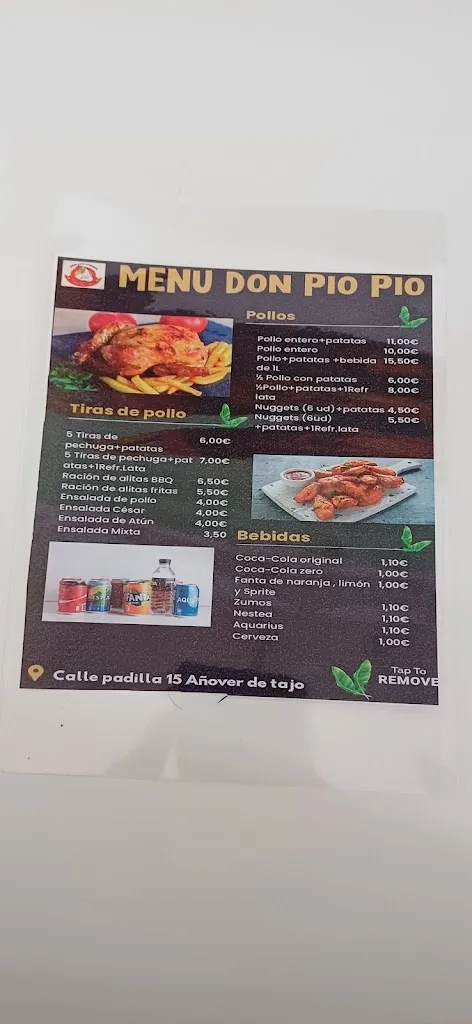 MENU DON PIO PIO
Pollos
Pollo entero+patatas 11,00€
Pollo entero 10,00€
Pollo+patatas +bebida 15,50€
de 1L
½ Pollo con patatas 6,00€
½Pollo+patatas+1Refr 8,00€
lata
Nuggets (6 ud)+patatas 4,50€
Nuggets (6ud) 5,50€
+patatas+1Refr.lata
Tiras de pollo
5 Tiras de 6,00€
pechuga+patatas
5 Tiras de pechuga+pat 7,00€
atas+1Refr.Lata
Ración de alitas BBQ 6,50€
Ración de alitas fritas 5,50€
Ensalada de pollo 4,00€
Ensalada César 4,00€
Ensalada de Atún 4,00€
Ensalada Mixta 3,50
Bebidas
Coca-Cola original 1,10€
Coca-Cola zero 1,00€
Fanta de naranja , limón 1,00€
y Sprite
Zumos 1,10€
Nestea 1,10€
Aquarius 1,10€
Cerveza 1,00€
FANTA
Calle padilla 15 Añover de tajo
Tap To
REMOVE